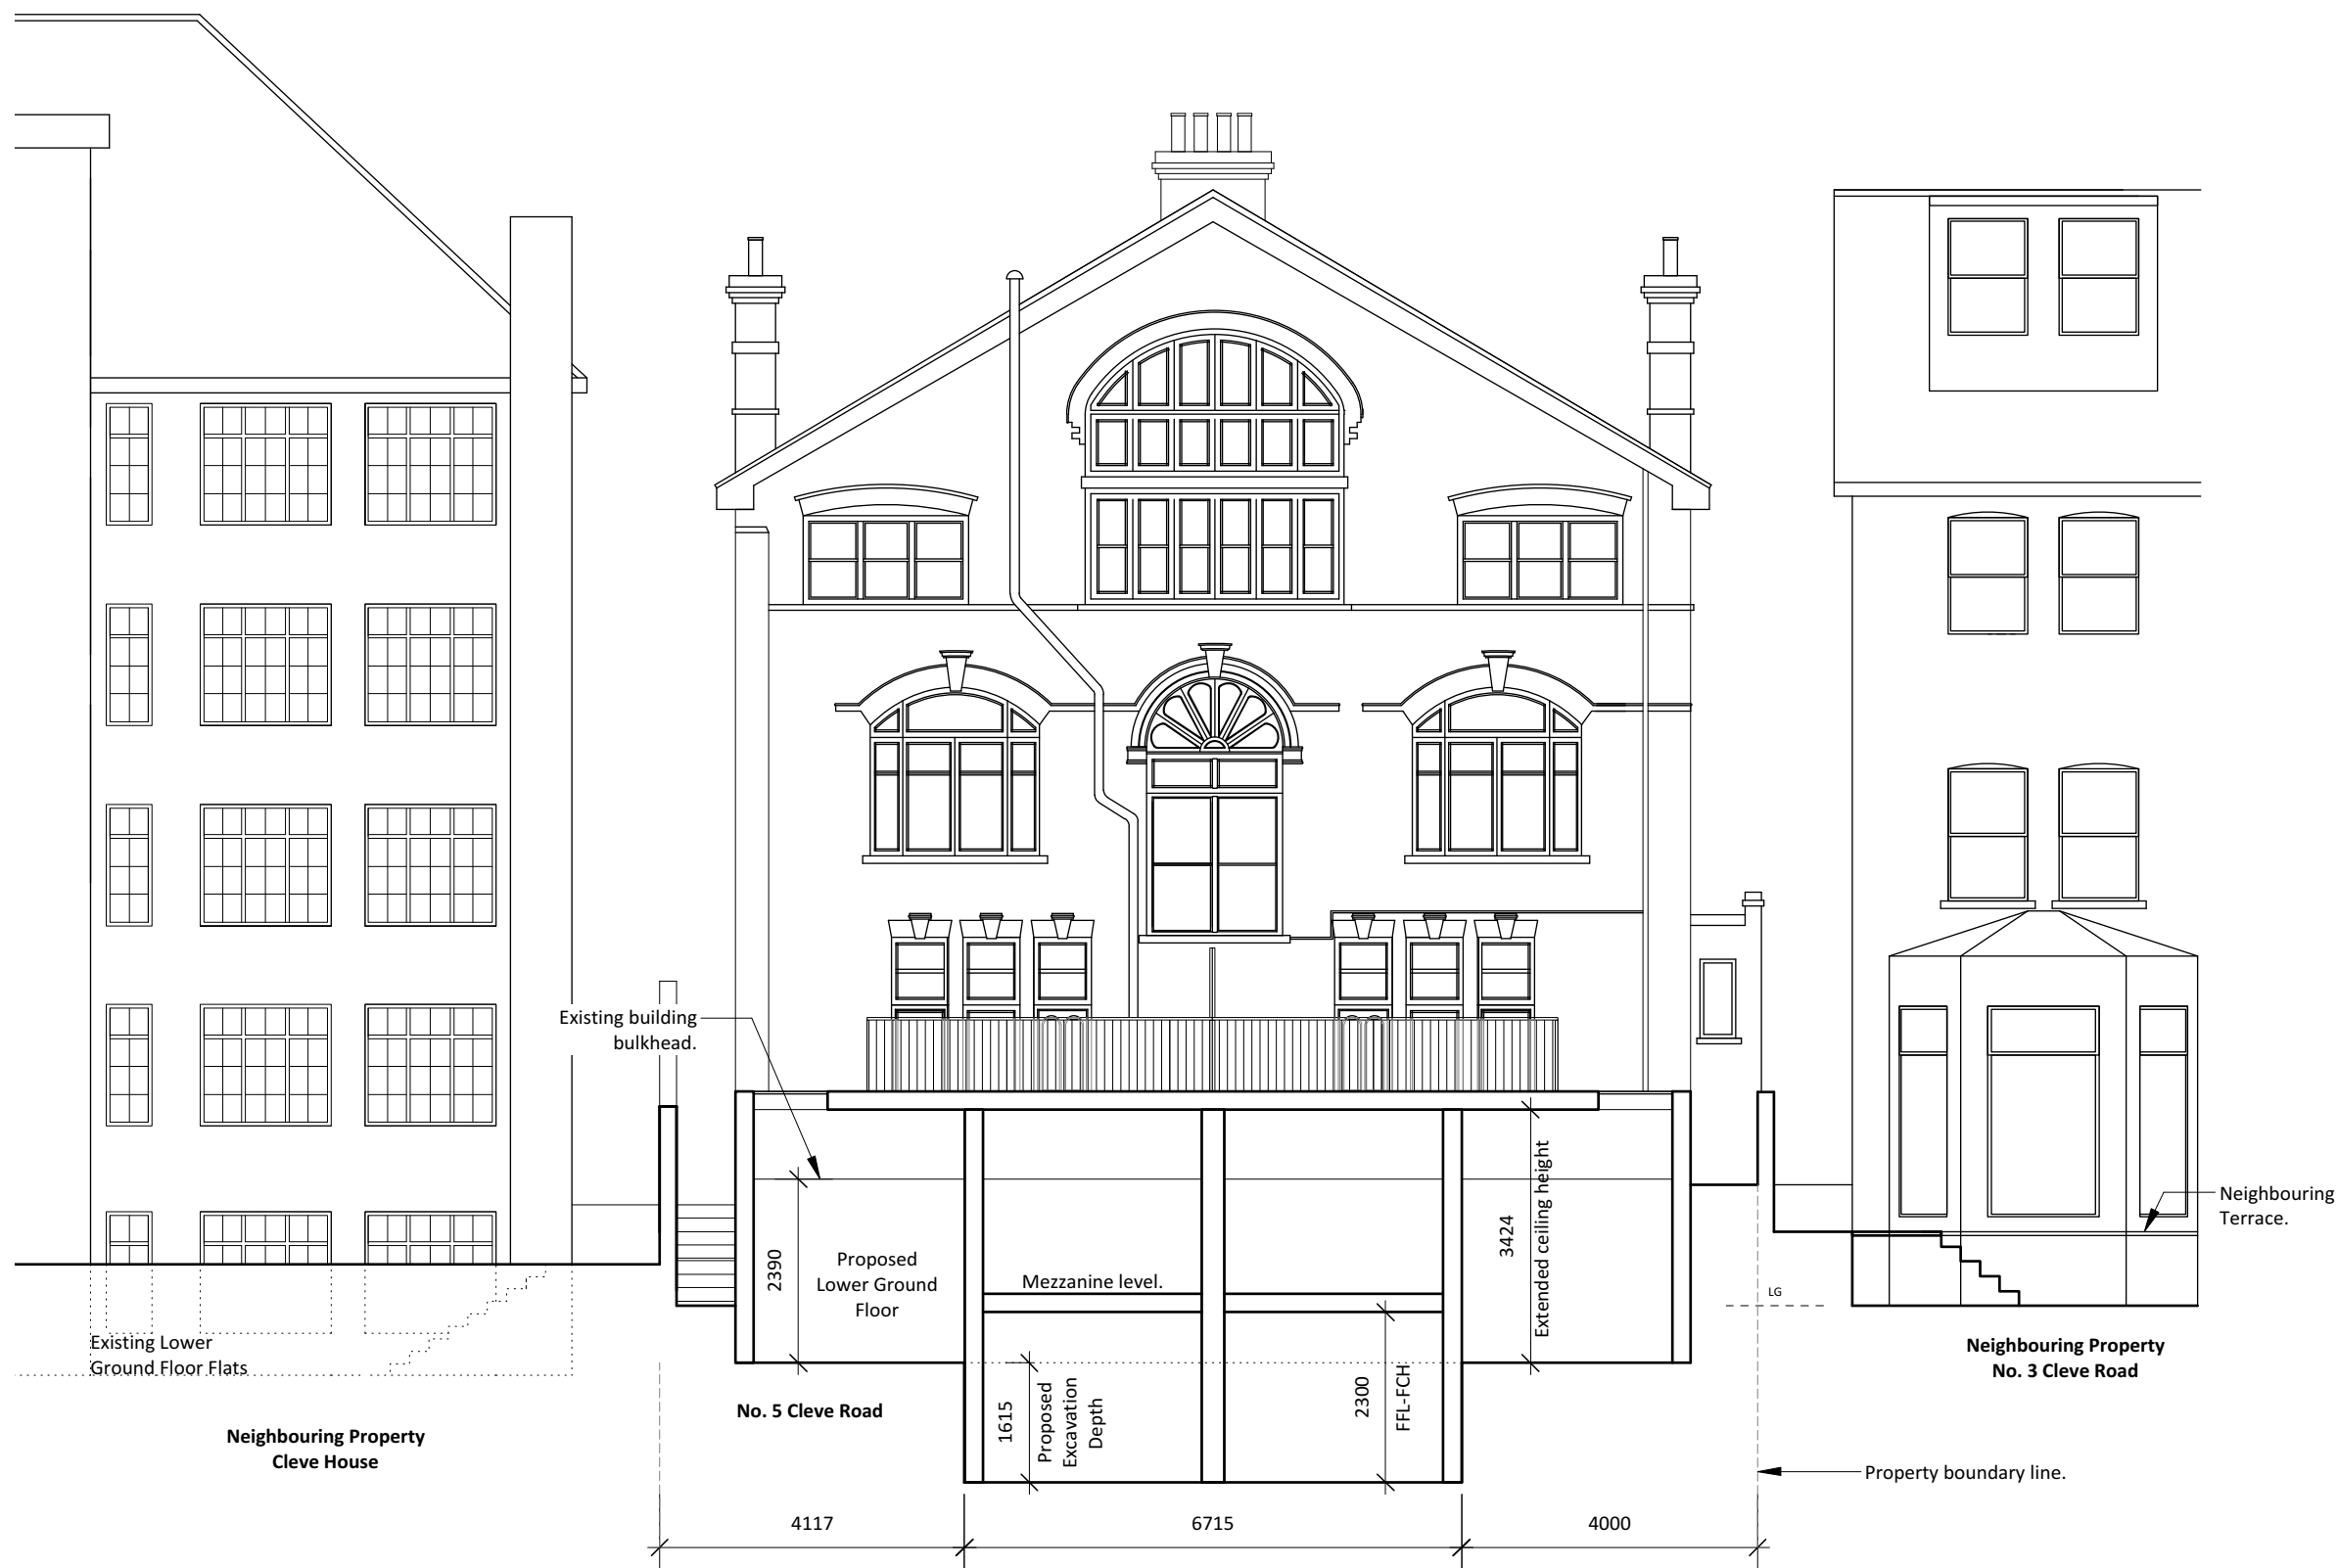 Existing building
bulkhead.
Neighbouring
Terrace.
2390
Proposed
Lower Ground
Floor
Mezzanine level.
3424
Extended ceiling height
LG
Existing Lower
Ground Floor Flats
Neighbouring Property
No. 3 Cleve Road
No. 5 Cleve Road
1615
Proposed
Excavation
Depth
2300
FFL-FCH
Neighbouring Property
Cleve House
Property boundary line.
4117
6715
4000